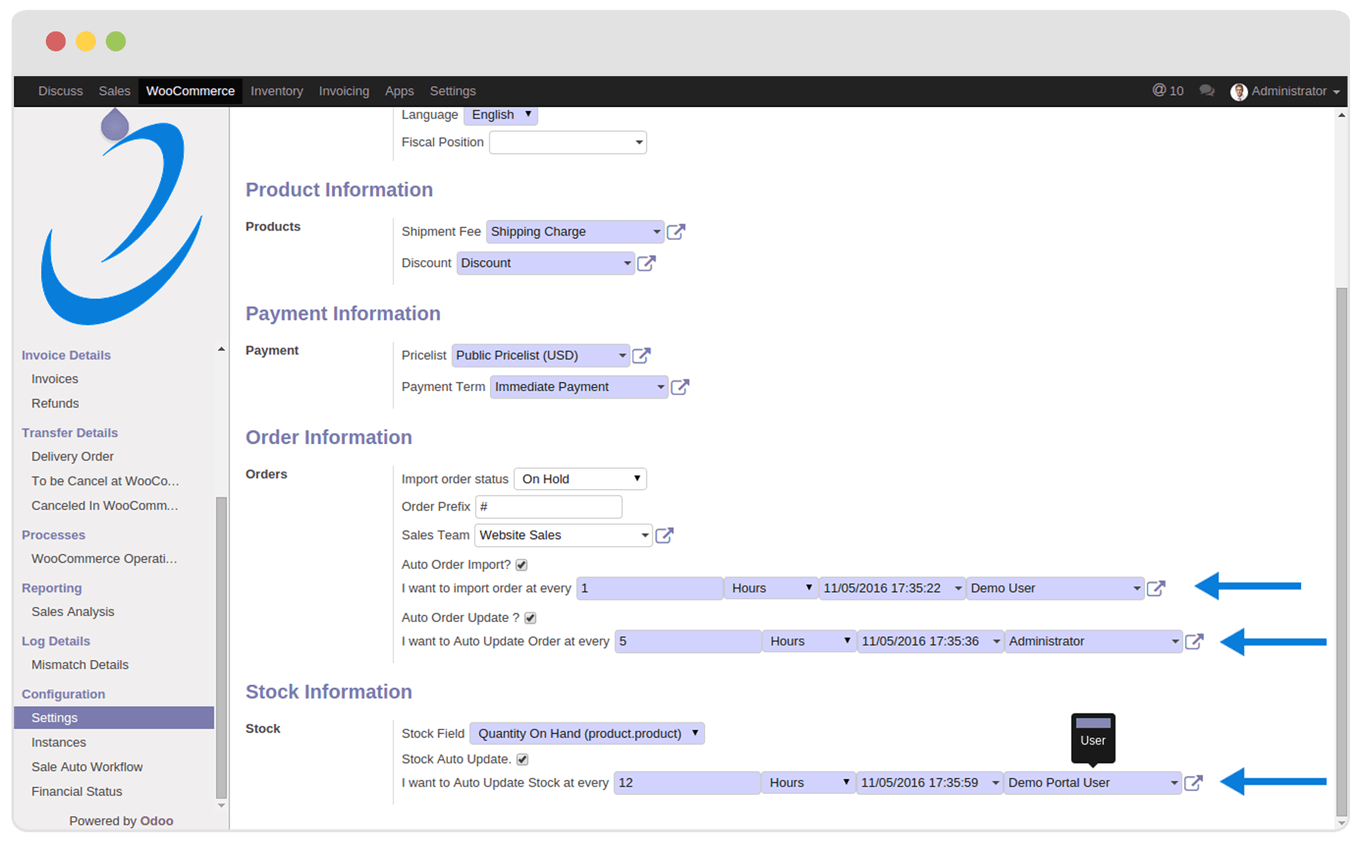 Discuss Sales WooCommerce Inventory Invoicing Apps Settings @ 10 Administrator
Language English
Fiscal Position
Product Information
Products
Shipment Fee Shipping Charge
Discount Discount
Payment Information
Payment
Pricelist Public Pricelist (USD)
Payment Term Immediate Payment
Order Information
Orders
Import order status On Hold
Order Prefix #
Sales Team Website Sales
Auto Order Import?
I want to import order at every 1 Hours 11/05/2016 17:35:22 Demo User
Auto Order Update ?
I want to Auto Update Order at every 5 Hours 11/05/2016 17:35:36 Administrator
Stock Information
Stock
Stock Field Quantity On Hand (product.product)
Stock Auto Update.
User
I want to Auto Update Stock at every 12 Hours 11/05/2016 17:35:59 Demo Portal User
Invoice Details
Invoices
Refunds
Transfer Details
Delivery Order
To be Cancel at WooCo...
Canceled In WooComm...
Processes
WooCommerce Operati...
Reporting
Sales Analysis
Log Details
Mismatch Details
Configuration
Settings
Instances
Sale Auto Workflow
Financial Status
Powered by Odoo